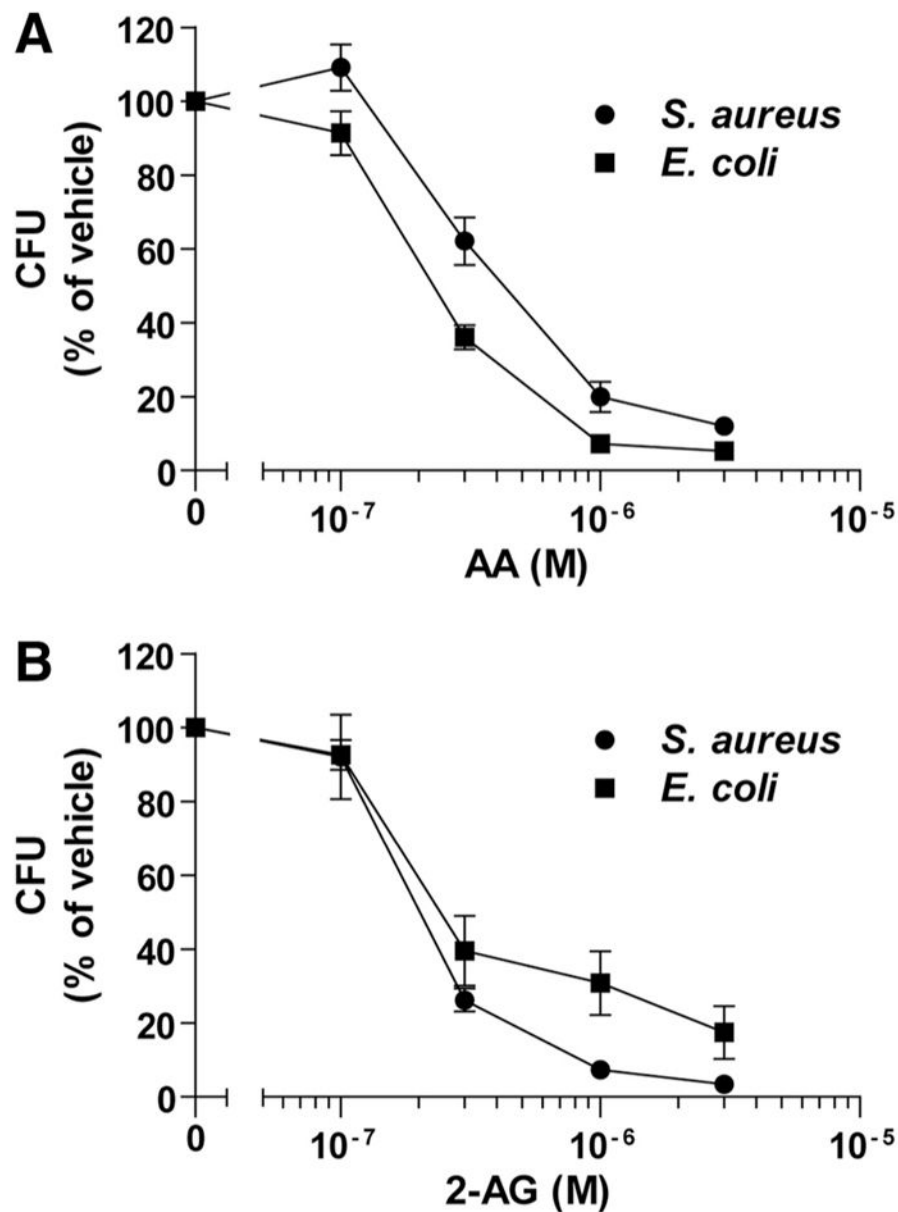 A
120
100
80
60
40
20
0
CFU
(% of vehicle)
S. aureus
E. coli
0
10⁻⁷
10⁻⁶
10⁻⁵
AA (M)
B
120
100
80
60
40
20
0
CFU
(% of vehicle)
S. aureus
E. coli
0
10⁻⁷
10⁻⁶
10⁻⁵
2-AG (M)